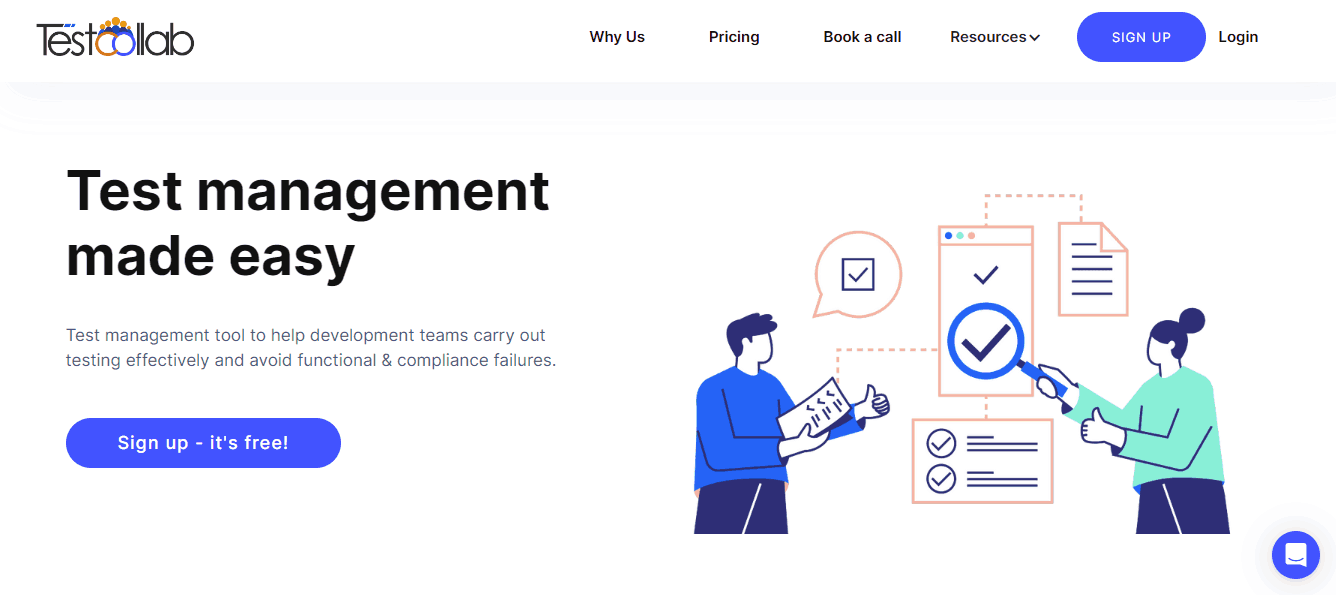 Testcollab
Why Us
Pricing
Book a call
Resources
SIGN UP
Login
Test management
made easy
Test management tool to help development teams carry out
testing effectively and avoid functional & compliance failures.
Sign up - it's free!